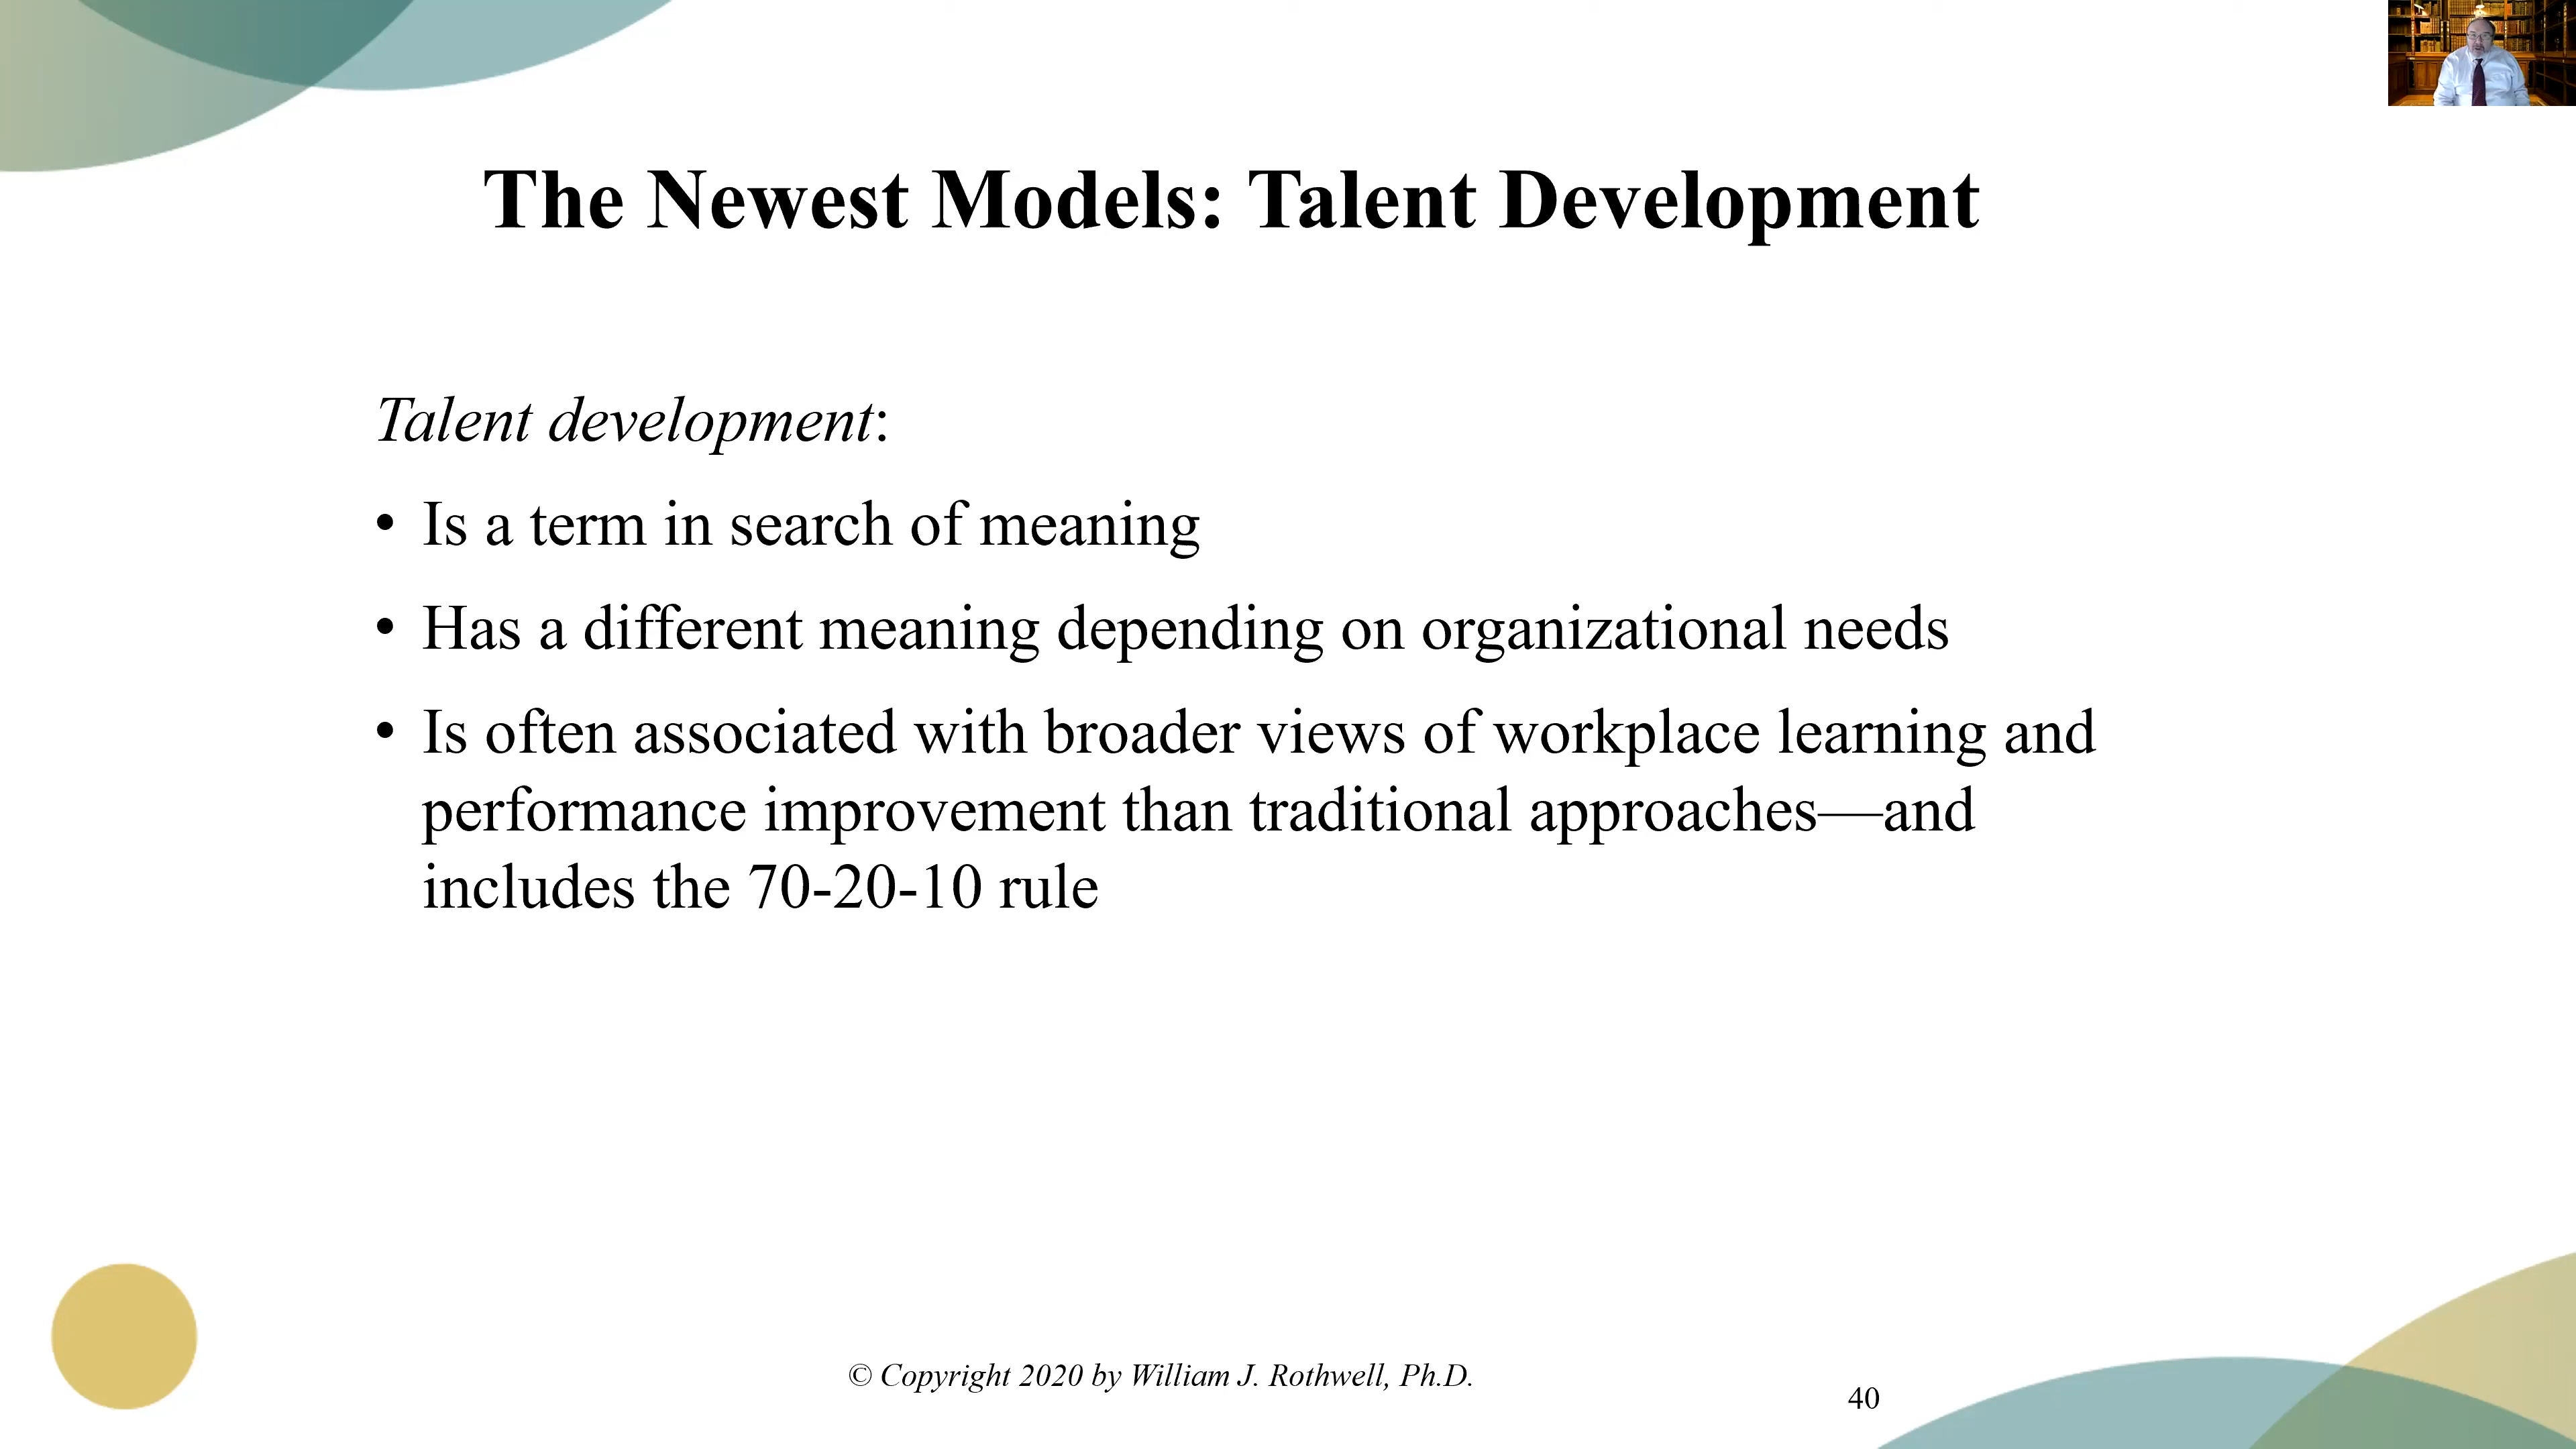 The Newest Models: Talent Development
Talent development:
• Is a term in search of meaning
• Has a different meaning depending on organizational needs
• Is often associated with broader views of workplace learning and
performance improvement than traditional approaches—and
includes the 70-20-10 rule
© Copyright 2020 by William J. Rothwell, Ph.D.
40